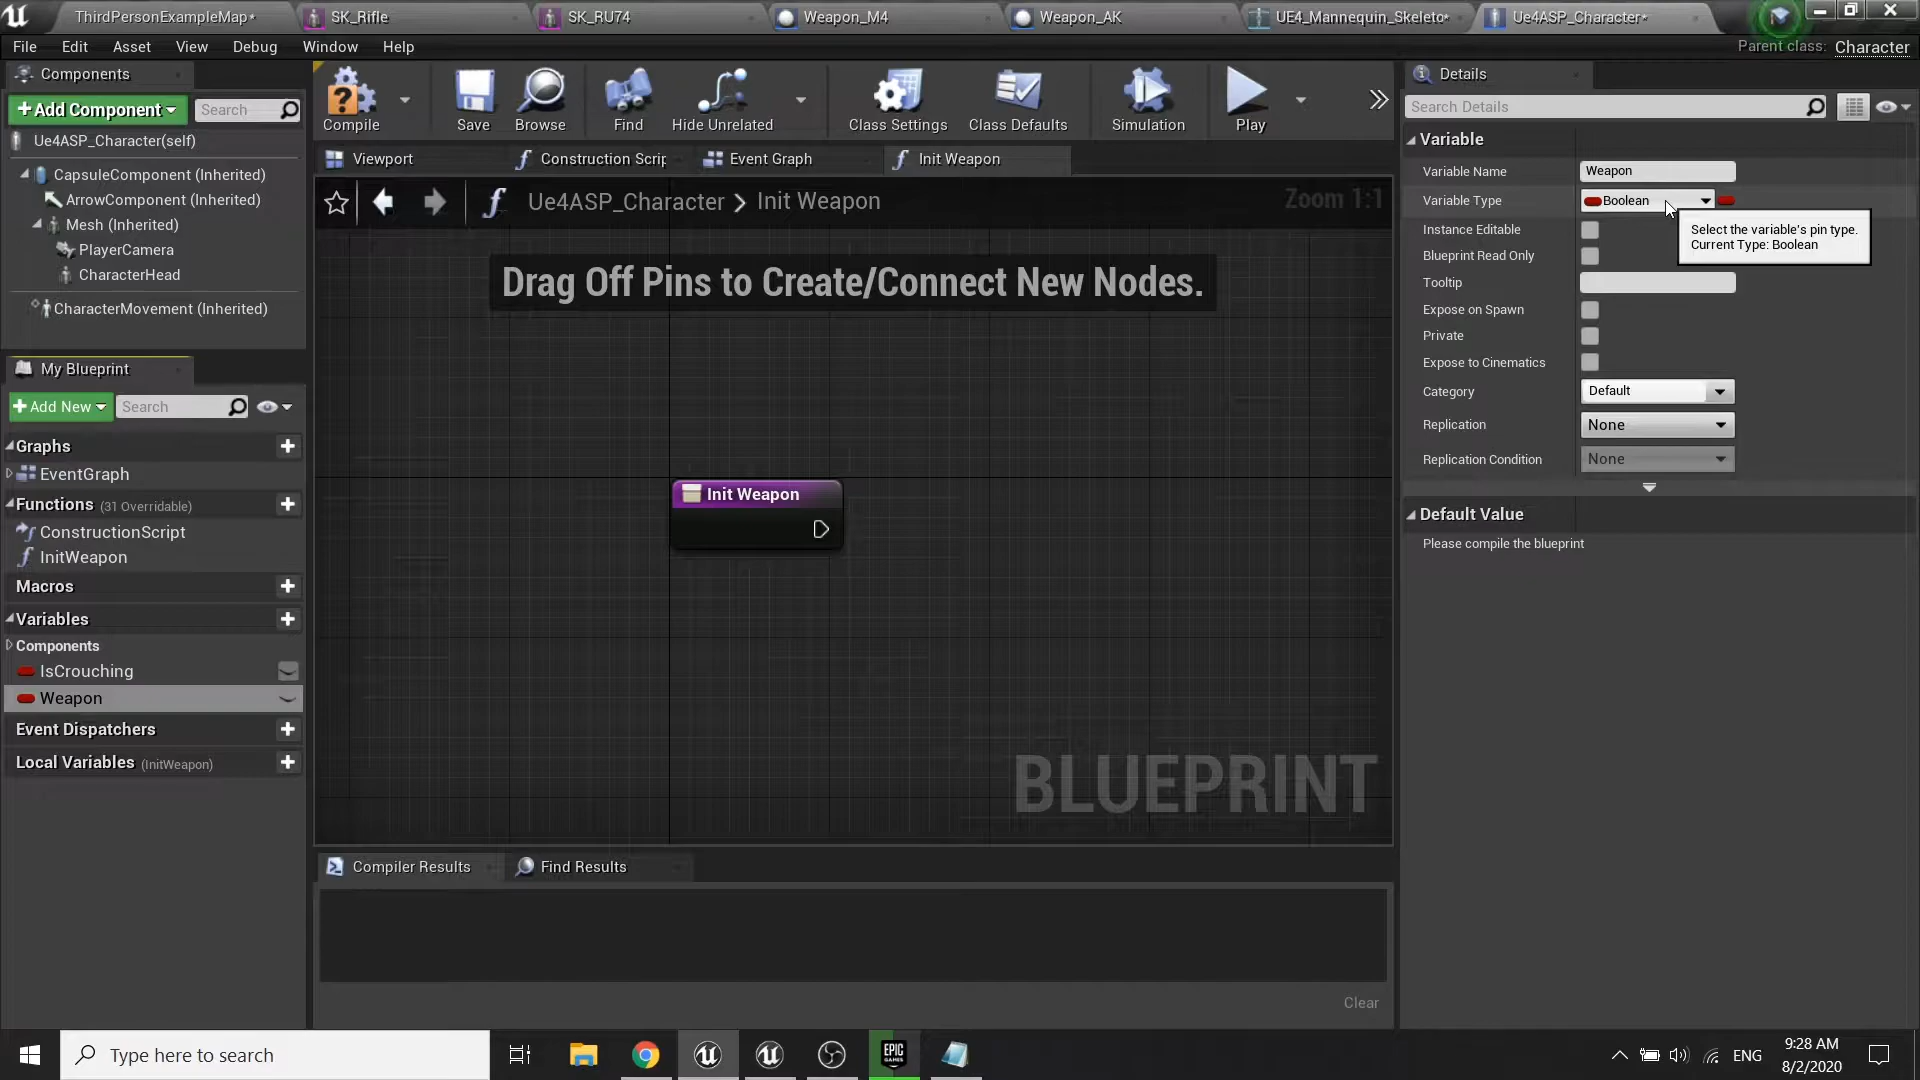 ThirdPersonExampleMap*
SK_Rifle
SK_RU74
Weapon_M4
Weapon_AK
UE4_Mannequin_Skeleto*
Ue4ASP_Character*
File Edit Asset View Debug Window Help
Parent class: Character
Components
+Add Component
Search
Ue4ASP_Character(self)
CapsuleComponent (Inherited)
ArrowComponent (Inherited)
Mesh (Inherited)
PlayerCamera
CharacterHead
CharacterMovement (Inherited)
My Blueprint
+Add New
Search
Graphs
EventGraph
Functions (31 Overridable)
ConstructionScript
InitWeapon
Macros
Variables
Components
IsCrouching
Weapon
Event Dispatchers
Local Variables (InitWeapon)
Compile
Save
Browse
Find
Hide Unrelated
Class Settings
Class Defaults
Simulation
Play
Viewport
Construction Scrip
Event Graph
Init Weapon
Ue4ASP_Character > Init Weapon
Zoom 1:1
Drag Off Pins to Create/Connect New Nodes.
Init Weapon
BLUEPRINT
Compiler Results
Find Results
Clear
Details
Search Details
Variable
Variable Name Weapon
Variable Type Boolean
Select the variable's pin type.
Current Type: Boolean
Instance Editable
Blueprint Read Only
Tooltip
Expose on Spawn
Private
Expose to Cinematics
Category Default
Replication None
Replication Condition None
Default Value
Please compile the blueprint
Type here to search
EPIC
GAMES
ENG
9:28 AM
8/2/2020